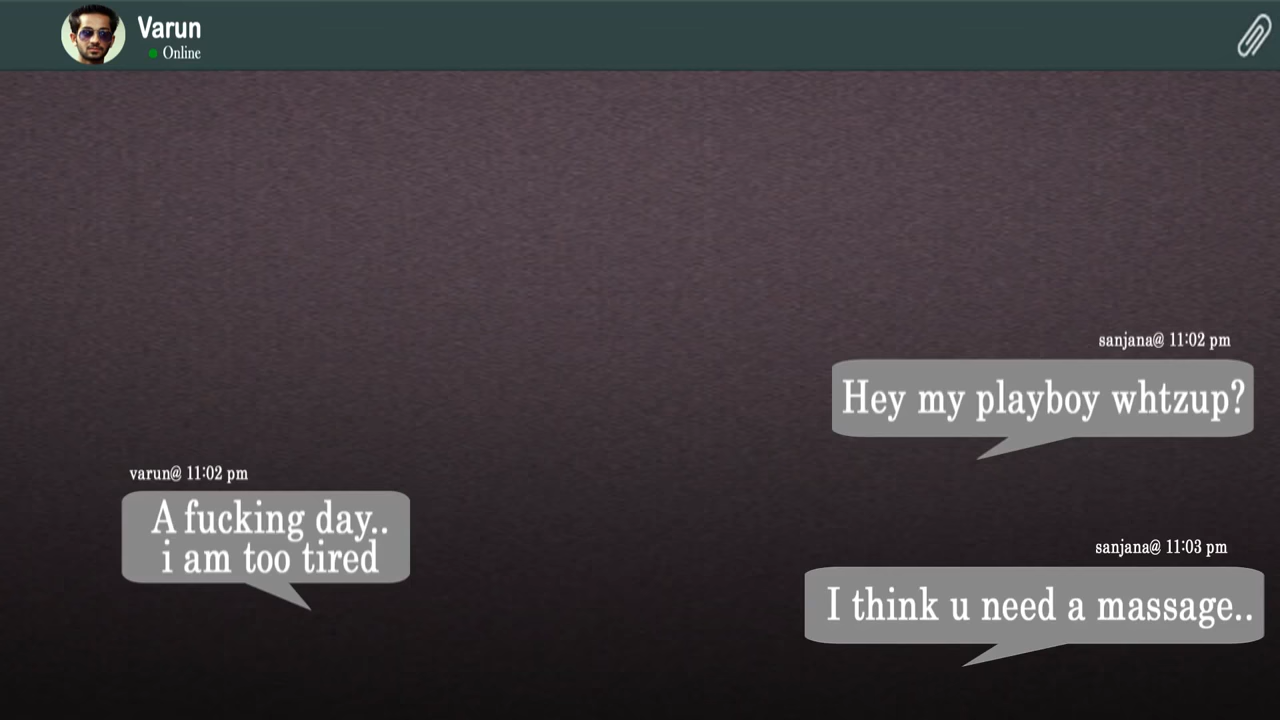 Varun
Online
sanjana@ 11:02 pm
Hey my playboy whtzup?
varun@ 11:02 pm
A fucking day..
i am too tired
sanjana@ 11:03 pm
I think u need a massage..